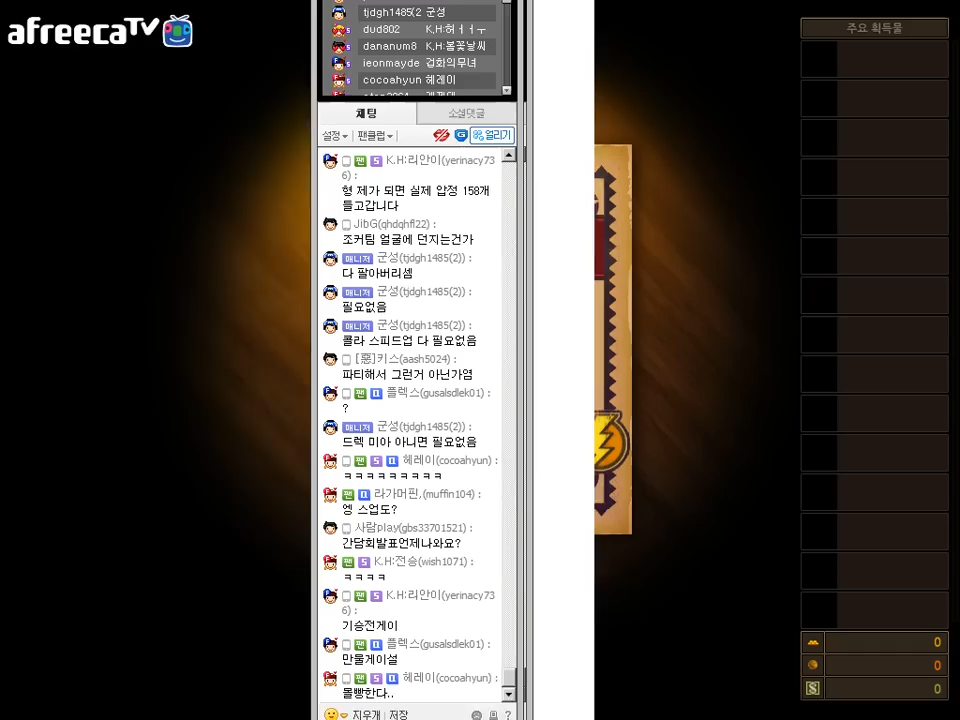 afreecaTV
주요 획득물
tjdgh1485(2 군성
dud802 K,H:허ㅓㅓㅜ
dananum8 K,H:봄꽃날씨
ieonmayde 겁화의무녀
cocoahyun 헤레이
채팅 소셜댓글
설정 팬클럽 얼리기
팬 S K.H:리안이(yerinacy73
6) :
형 제가 되면 실제 압정 158개
들고갑니다
JibG(qhdqhfl22) :
조커팀 얼굴에 던지는건가
매니저 군성(tjdgh1485(2)) :
다 팔아버리셈
매니저 군성(tjdgh1485(2)) :
필요없음
매니저 군성(tjdgh1485(2)) :
콜라 스피드업 다 필요없음
[惡]키스(aash5024) :
파티해서 그런거 아닌가염
팬 플렉스(gusalsdlek01) :
?
매니저 군성(tjdgh1485(2)) :
드렉 미아 아니면 필요없음
팬 S 헤레이(cocoahyun) :
ㅋㅋㅋㅋㅋㅋㅋㅋㅋ
팬 라가머핀,(muffin104) :
엥 스업도?
사람play(gbs33701521) :
간담회발표언제나와요?
팬 S K.H:전승(wish1071) :
ㅋㅋㅋㅋ
팬 S K.H:리안이(yerinacy73
6) :
기승전게이
팬 플렉스(gusalsdlek01) :
만물게이설
팬 S 헤레이(cocoahyun) :
몰빵한다..
지우개 저장 ?
0
0
S 0